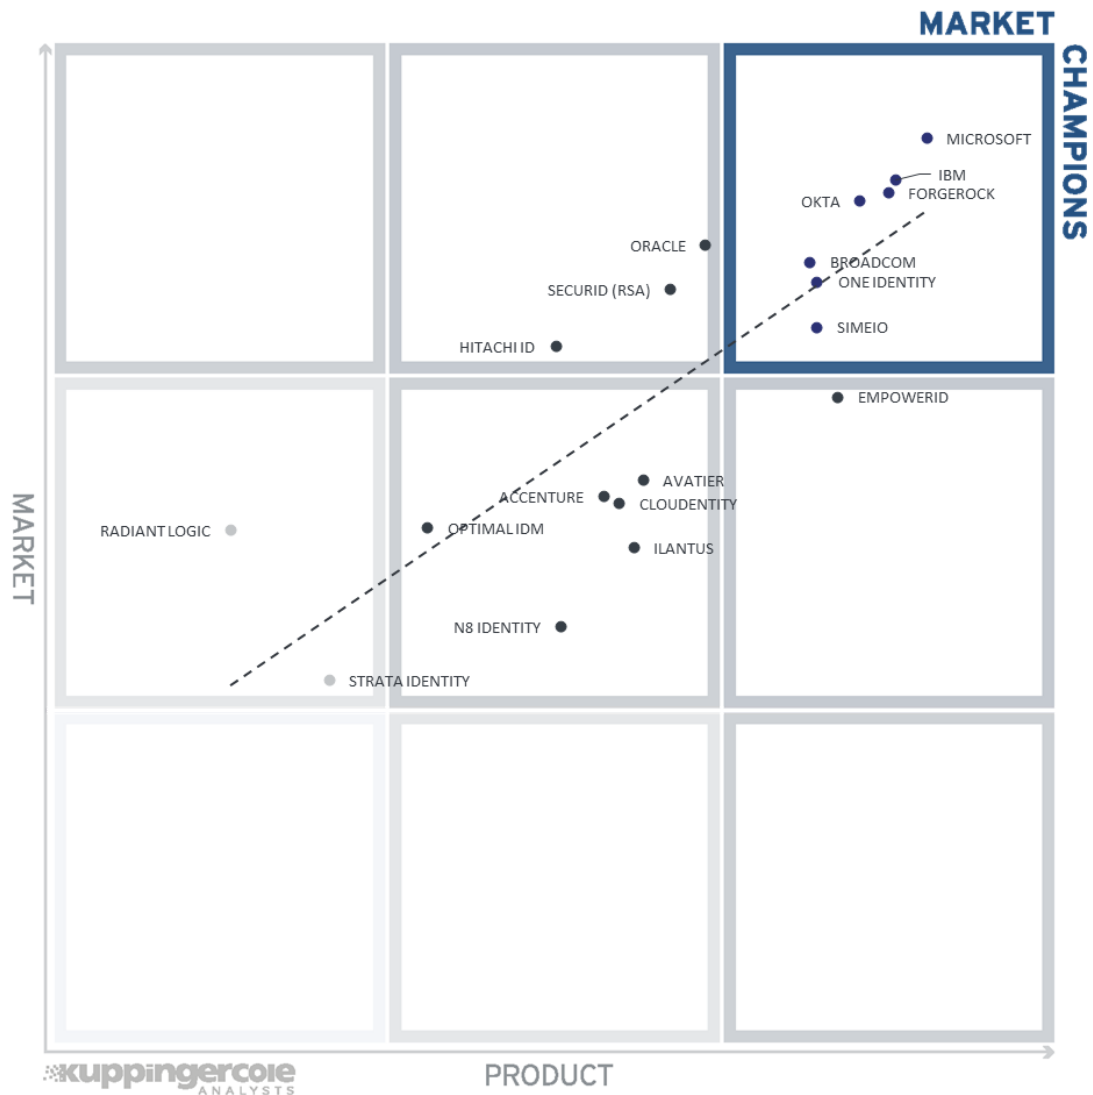 MARKET
CHAMPIONS
MICROSOFT
IBM
FORGEROCK
OKTA
ORACLE
BROADCOM
ONE IDENTITY
SECURID (RSA)
SIMEIO
HITACHI ID
EMPOWERID
AVATIER
ACCENTURE
CLOUDENTITY
MARKET
RADIANT LOGIC
OPTIMAL IDM
ILANTUS
N8 IDENTITY
STRATA IDENTITY
kuppingercole
ANALYSTS
PRODUCT